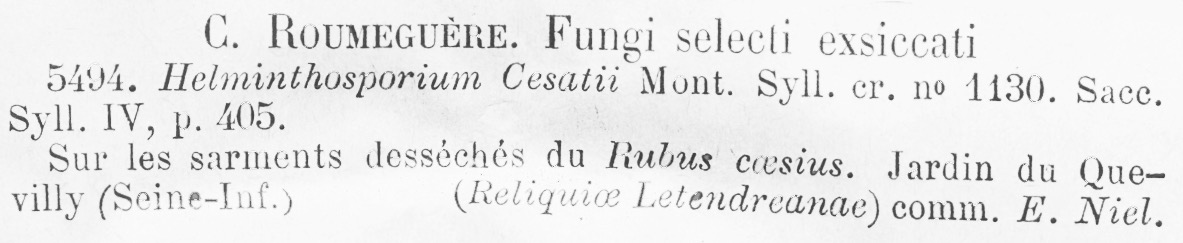 C. ROUMEGUÈRE. Fungi selecti exsiccati
5494. Helminthosporium Cesatii Mont. Syll. cr. no 1130. Sacc.
Syll. IV, p. 405.
Sur les sarments desséchés du Rubus cæsius. Jardin du Que-
villy (Seine-Inf.) (Reliquiæ Letendreanae) comm. E. Niel.